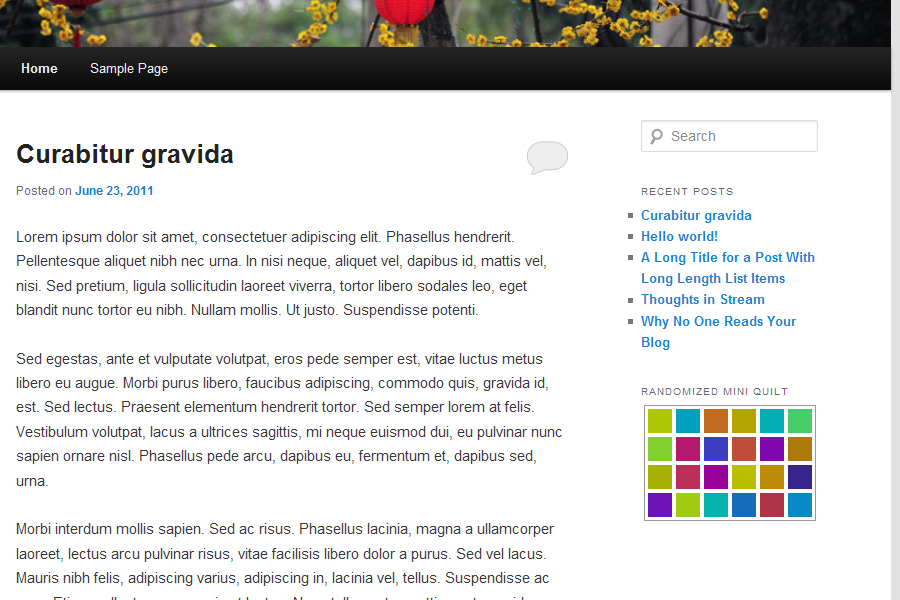 Home Sample Page
Curabitur gravida
Posted on June 23, 2011
Lorem ipsum dolor sit amet, consectetuer adipiscing elit. Phasellus hendrerit.
Pellentesque aliquet nibh nec urna. In nisi neque, aliquet vel, dapibus id, mattis vel,
nisi. Sed pretium, ligula sollicitudin laoreet viverra, tortor libero sodales leo, eget
blandit nunc tortor eu nibh. Nullam mollis. Ut justo. Suspendisse potenti.
Sed egestas, ante et vulputate volutpat, eros pede semper est, vitae luctus metus
libero eu augue. Morbi purus libero, faucibus adipiscing, commodo quis, gravida id,
est. Sed lectus. Praesent elementum hendrerit tortor. Sed semper lorem at felis.
Vestibulum volutpat, lacus a ultrices sagittis, mi neque euismod dui, eu pulvinar nunc
sapien ornare nisl. Phasellus pede arcu, dapibus eu, fermentum et, dapibus sed,
urna.
Morbi interdum mollis sapien. Sed ac risus. Phasellus lacinia, magna a ullamcorper
laoreet, lectus arcu pulvinar risus, vitae facilisis libero dolor a purus. Sed vel lacus.
Mauris nibh felis, adipiscing varius, adipiscing in, lacinia vel, tellus. Suspendisse ac
Search
RECENT POSTS
Curabitur gravida
Hello world!
A Long Title for a Post With
Long Length List Items
Thoughts in Stream
Why No One Reads Your
Blog
RANDOMIZED MINI QUILT